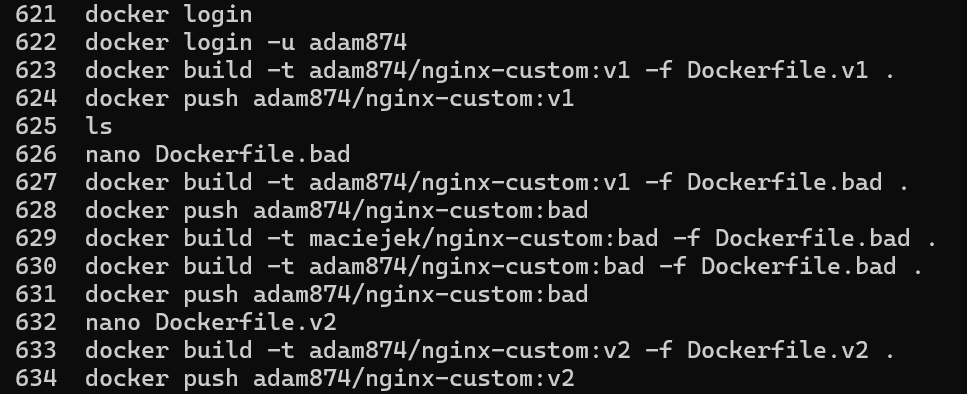 621 docker login
622 docker login -u adam874
623 docker build -t adam874/nginx-custom:v1 -f Dockerfile.v1 .
624 docker push adam874/nginx-custom:v1
625 ls
626 nano Dockerfile.bad
627 docker build -t adam874/nginx-custom:v1 -f Dockerfile.bad .
628 docker push adam874/nginx-custom:bad
629 docker build -t maciejek/nginx-custom:bad -f Dockerfile.bad .
630 docker build -t adam874/nginx-custom:bad -f Dockerfile.bad .
631 docker push adam874/nginx-custom:bad
632 nano Dockerfile.v2
633 docker build -t adam874/nginx-custom:v2 -f Dockerfile.v2 .
634 docker push adam874/nginx-custom:v2